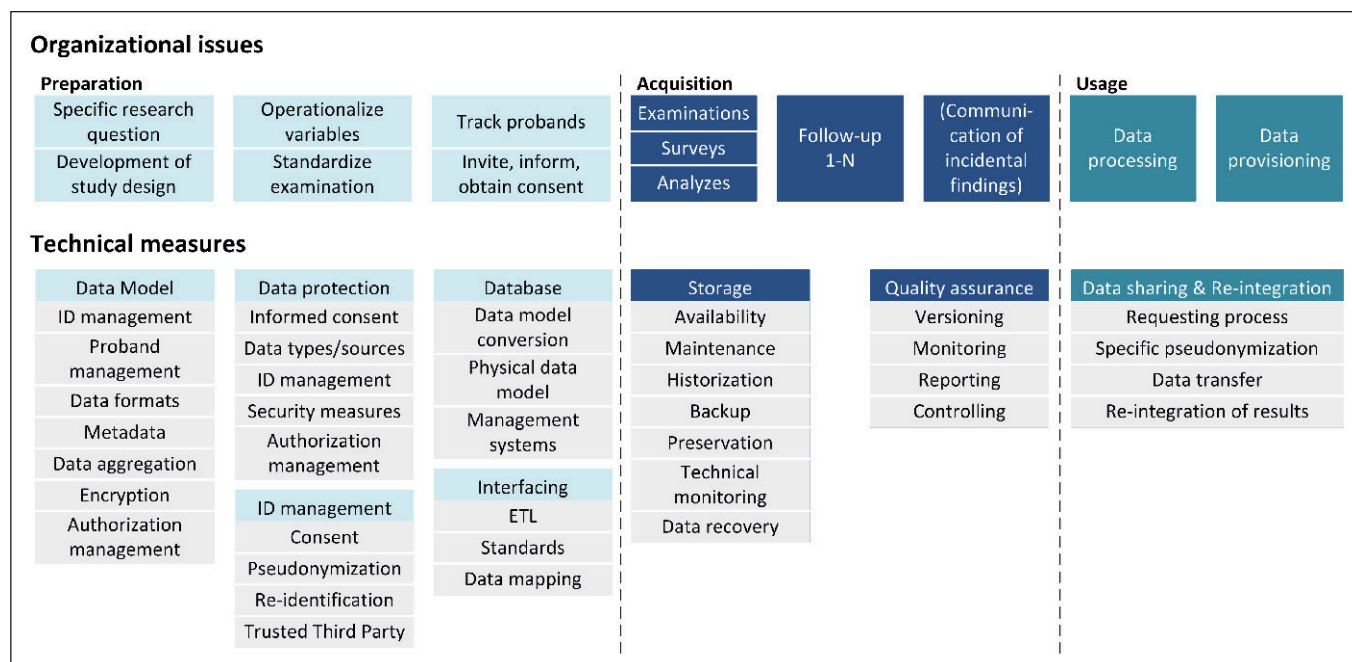 Organizational issues
Preparation
Specific research
question
Development of
study design
Operationalize
variables
Standardize
examination
Track probands
Invite, inform,
obtain consent
Acquisition
Examinations
Surveys
Analyzes
Follow-up
1-N
(Communi-
cation of
incidental
findings)
Usage
Data
processing
Data
provisioning
Technical measures
Data Model
ID management
Proband
management
Data formats
Metadata
Data aggregation
Encryption
Authorization
management
Data protection
Informed consent
Data types/sources
ID management
Security measures
Authorization
management
ID management
Consent
Pseudonymization
Re-identification
Trusted Third Party
Database
Data model
conversion
Physical data
model
Management
systems
Interfacing
ETL
Standards
Data mapping
Storage
Availability
Maintenance
Historization
Backup
Preservation
Technical
monitoring
Data recovery
Quality assurance
Versioning
Monitoring
Reporting
Controlling
Data sharing & Re-integration
Requesting process
Specific pseudonymization
Data transfer
Re-integration of results